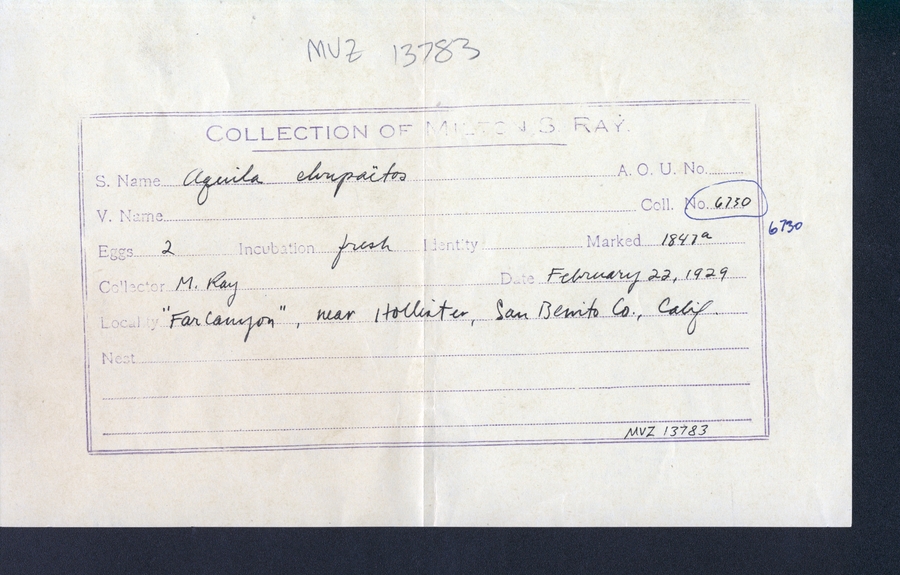 MVZ 13783
COLLECTION OF MILTON S. RAY.
S. Name Aquila chrysaëtos A. O. U. No.
V. Name Coll. No. 6730
6730
Eggs 2 Incubation fresh Identity Marked 1847a
Collector M. Ray Date February 22, 1929
Locality "Far Canyon", near Hollister, San Benito Co., Calif.
Nest
MVZ 13783